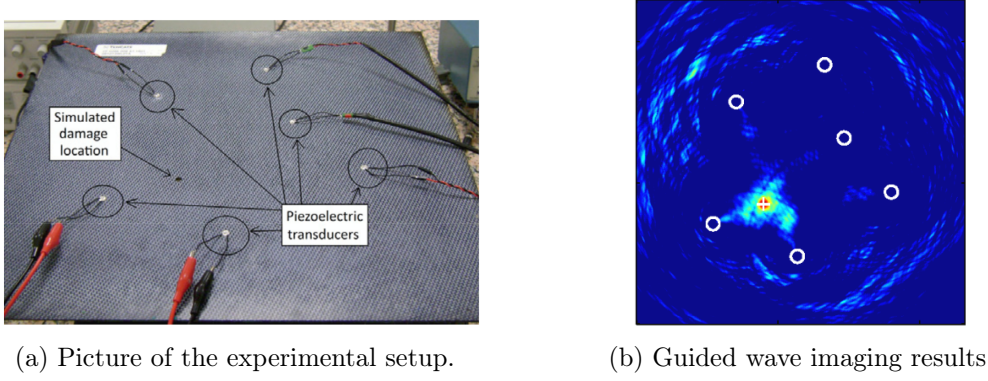 Simulated
damage
location
Piezoelectric
transducers
(a) Picture of the experimental setup.
(b) Guided wave imaging results